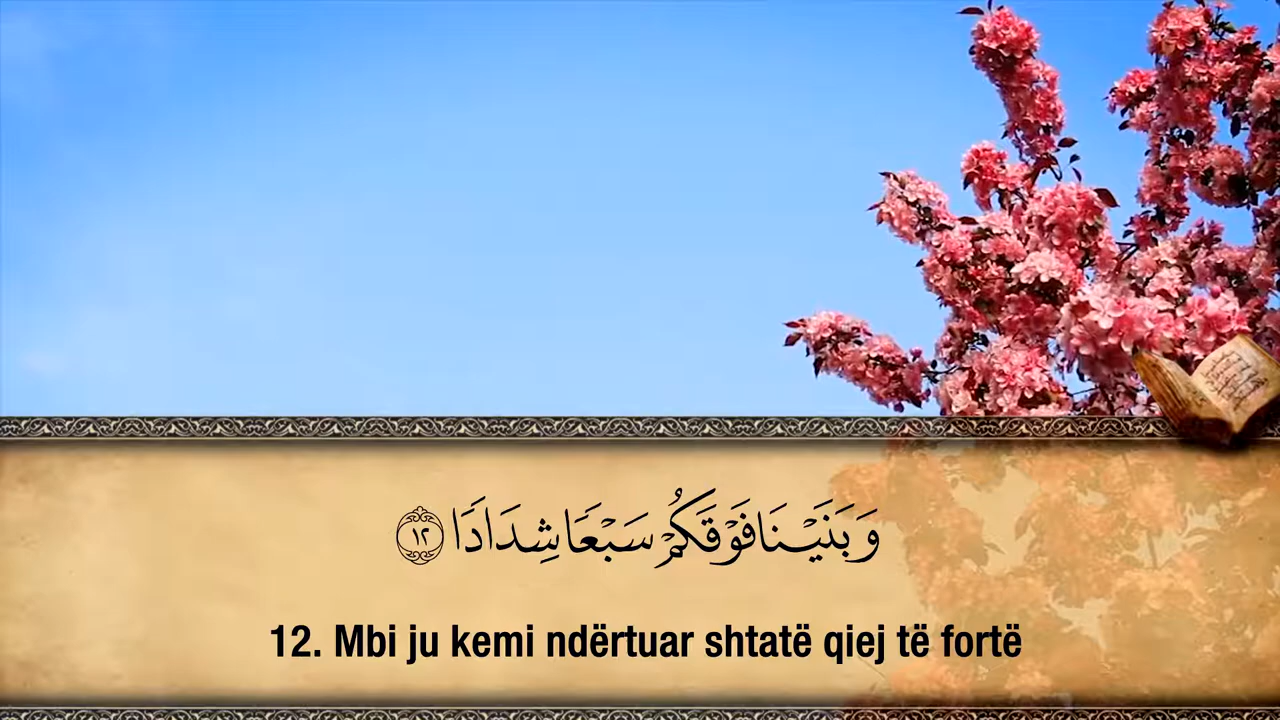 وَبَنَيْنَا فَوْقَكُمْ سَبْعًا شِدَادًا ١٢
12. Mbi ju kemi ndërtuar shtatë qiej të fortë